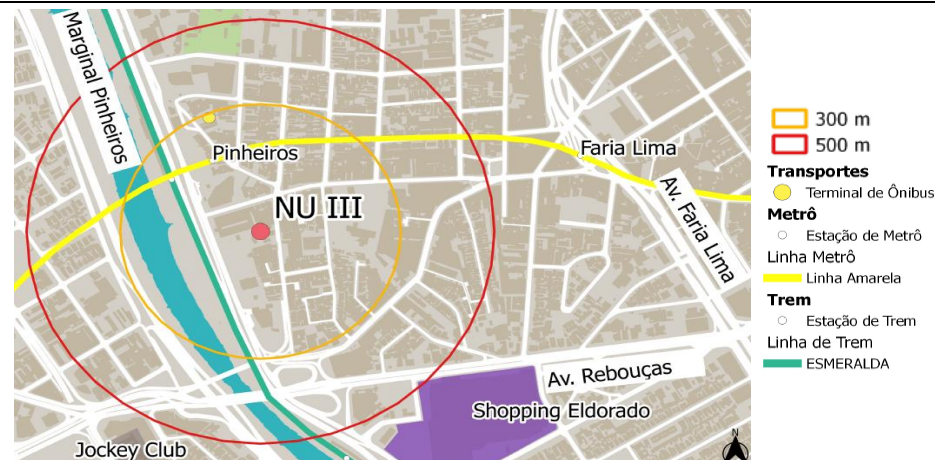 Marginal Pinheiros
Pinheiros
Faria Lima
NU III
Av. Faria Lima
Av. Rebouças
Shopping Eldorado
Jockey Club
N
300 m
500 m
Transportes
Terminal de Ônibus
Metrô
Estação de Metrô
Linha Metrô
Linha Amarela
Trem
Estação de Trem
Linha de Trem
ESMERALDA